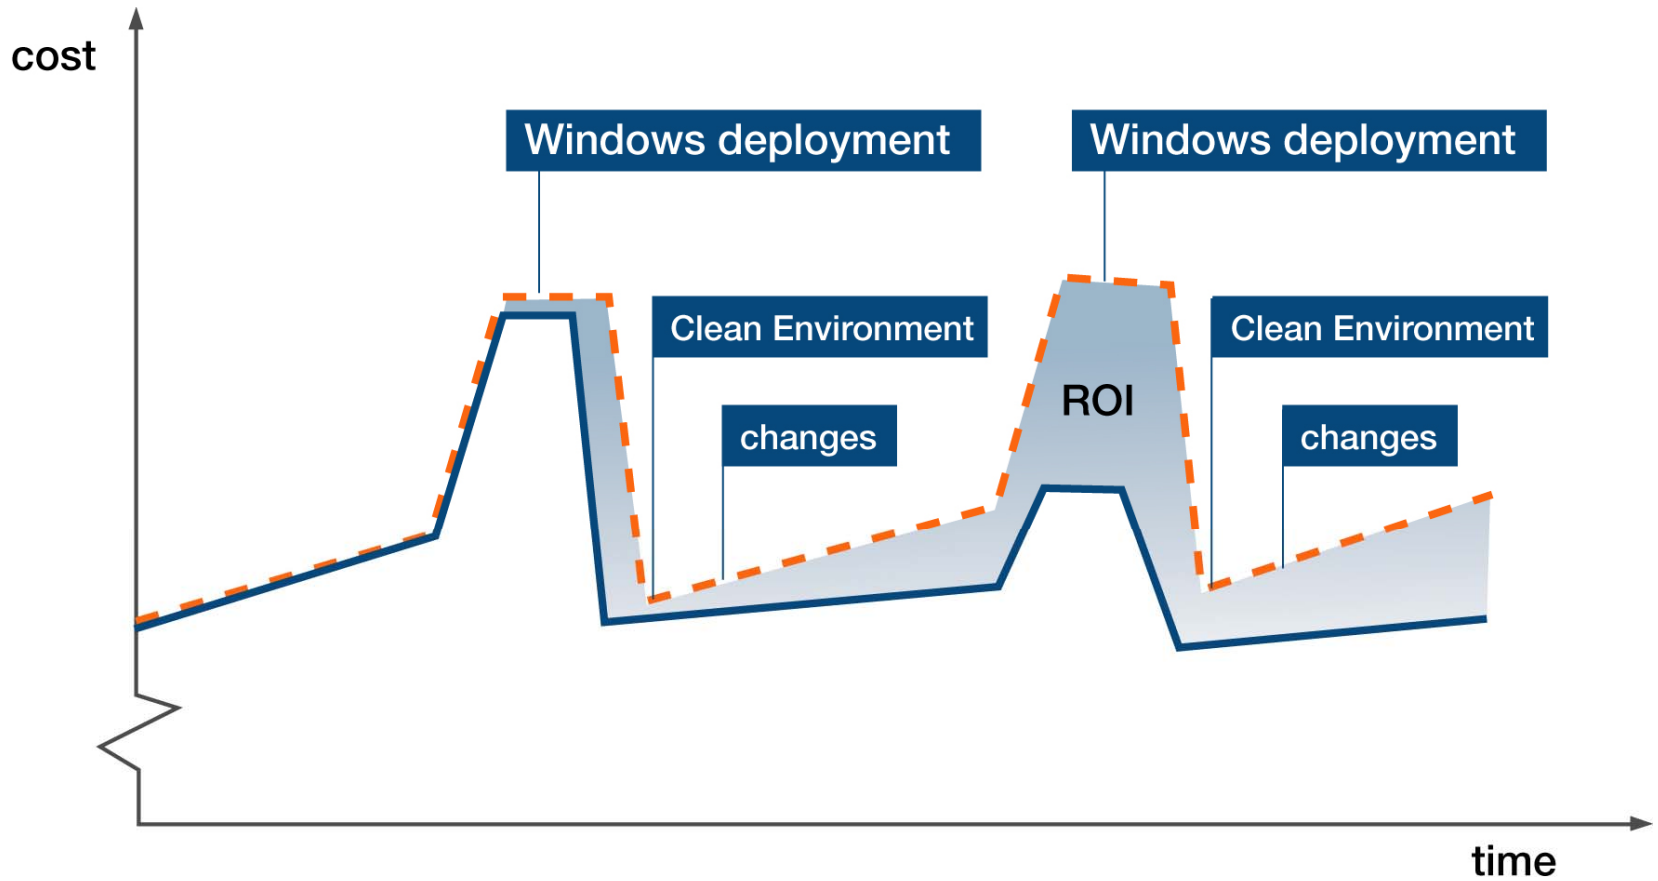 cost
Windows deployment
Windows deployment
Clean Environment
Clean Environment
ROI
changes
changes
time